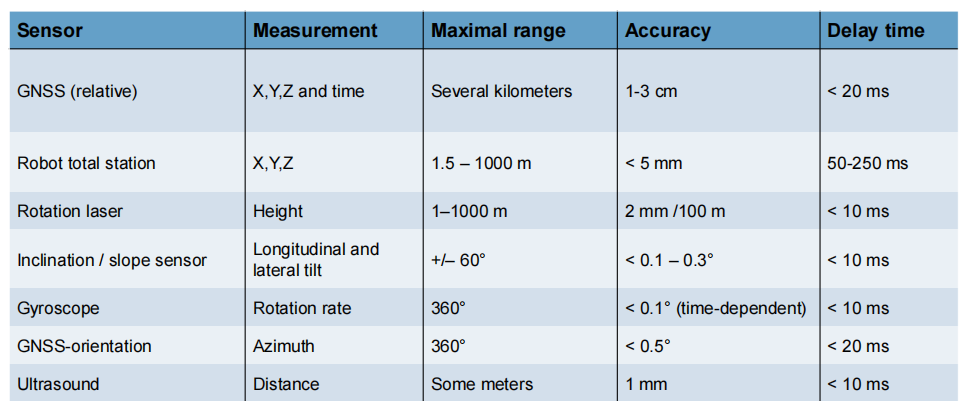 Sensor Measurement Maximal range Accuracy Delay time
GNSS (relative) X,Y,Z and time Several kilometers 1-3 cm < 20 ms
Robot total station X,Y,Z 1.5 – 1000 m < 5 mm 50-250 ms
Rotation laser Height 1–1000 m 2 mm /100 m < 10 ms
Inclination / slope sensor Longitudinal and lateral tilt +/– 60° < 0.1 – 0.3° < 10 ms
Gyroscope Rotation rate 360° < 0.1° (time-dependent) < 10 ms
GNSS-orientation Azimuth 360° < 0.5° < 20 ms
Ultrasound Distance Some meters 1 mm < 10 ms